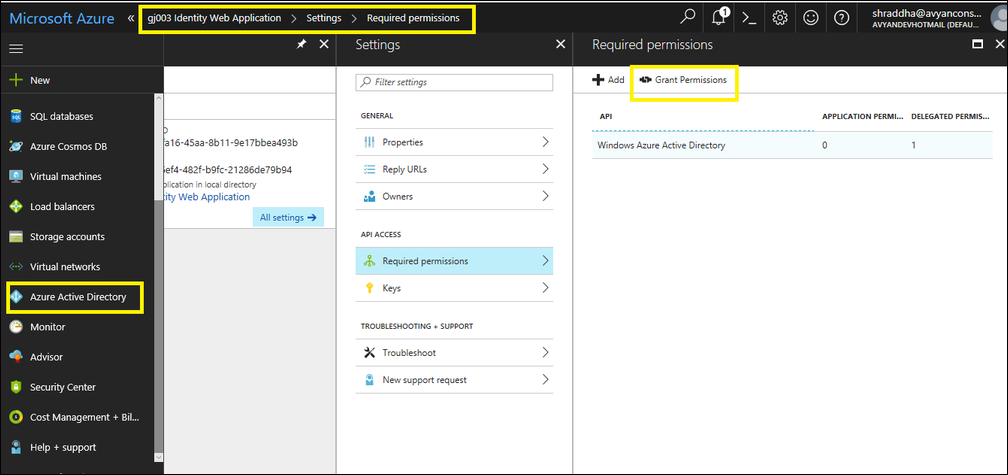 Microsoft Azure « gj003 Identity Web Application > Settings > Required permissions 1 shraddha@avyancons...
AVYANDEVHOTMAIL (DEFAU...
New
SQL databases
Azure Cosmos DB
Virtual machines
Load balancers
Storage accounts
Virtual networks
Azure Active Directory
Monitor
Advisor
Security Center
Cost Management + Bil...
Help + support
fa16-45aa-8b11-9e17bbea493b
6ef4-482f-b9fc-21286de79b94
plication in local directory
tity Web Application
All settings →
Settings
Filter settings
GENERAL
Properties
Reply URLs
Owners
API ACCESS
Required permissions
Keys
TROUBLESHOOTING + SUPPORT
Troubleshoot
New support request
Required permissions
Add Grant Permissions
API APPLICATION PERMI... DELEGATED PERMIS...
Windows Azure Active Directory 0 1